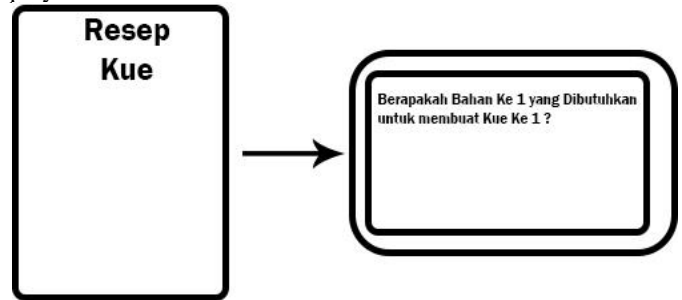 Resep
Kue
Berapakah Bahan Ke 1 yang Dibutuhkan
untuk membuat Kue Ke 1 ?